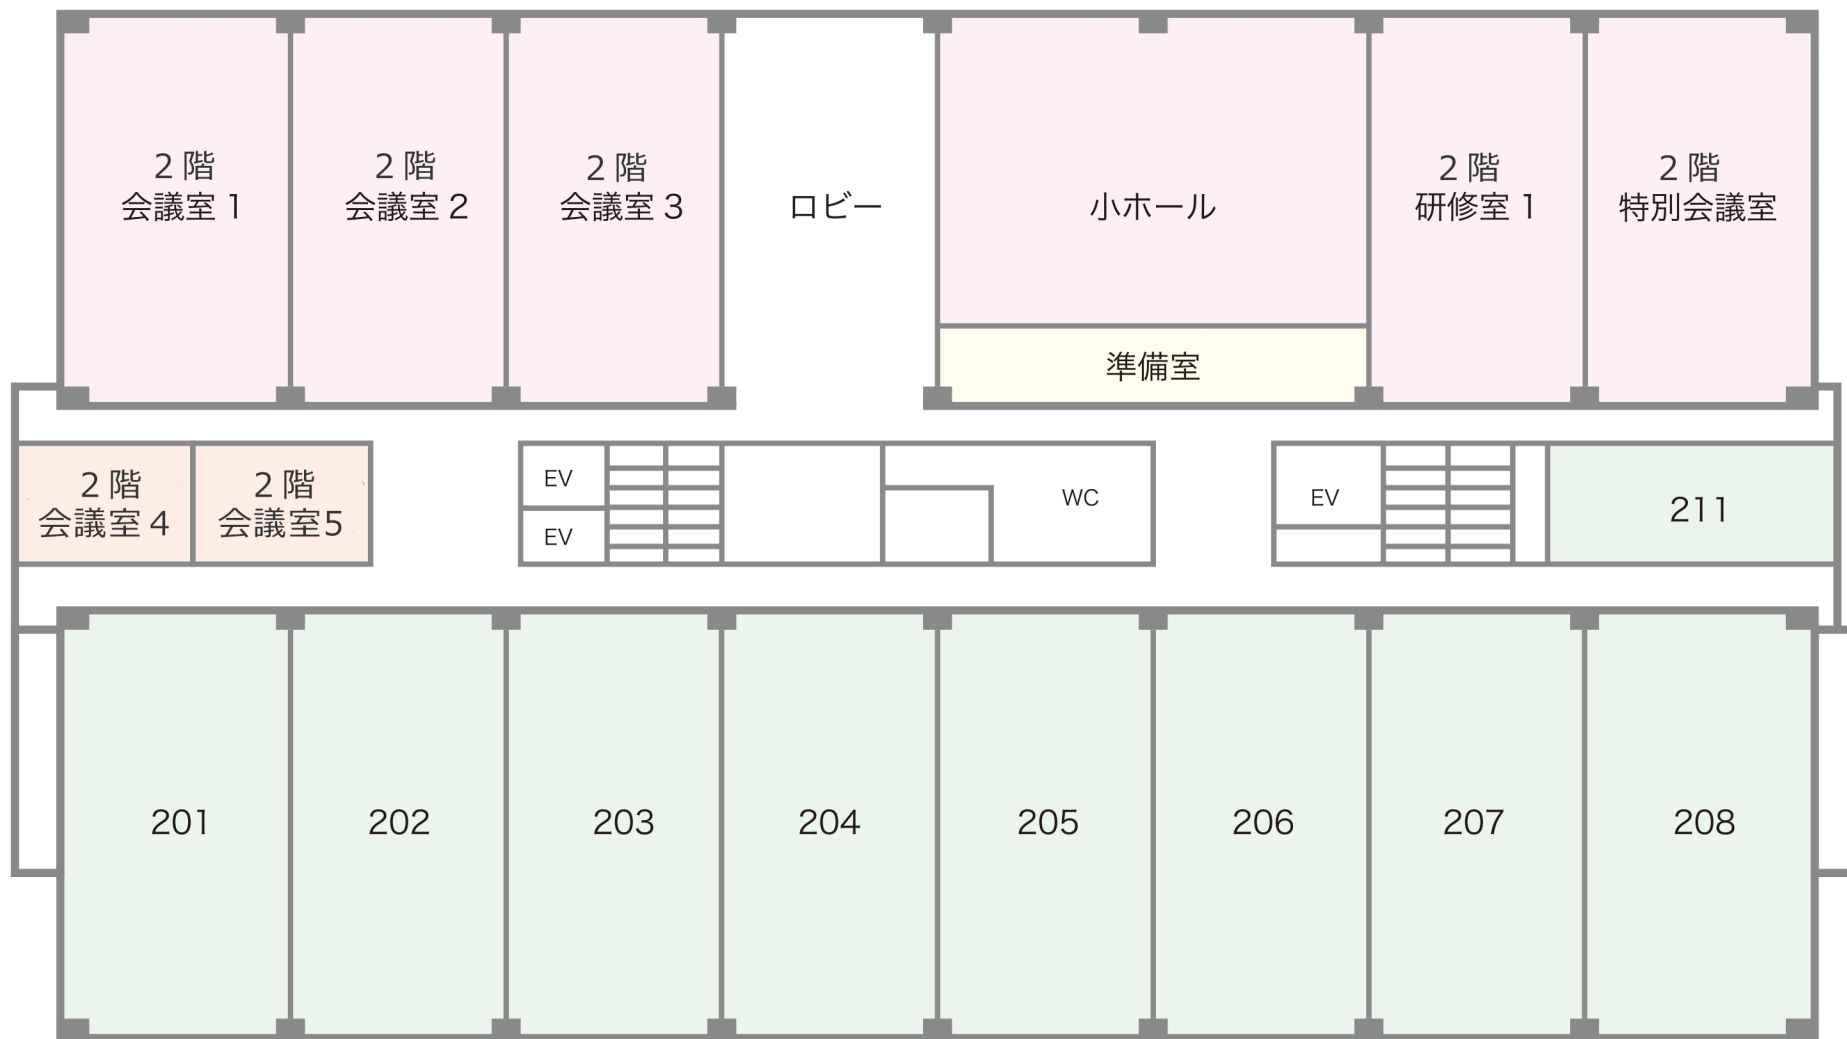 ２階
会議室１
２階
会議室２
２階
会議室３
ロビー
小ホール
２階
研修室１
２階
特別会議室
準備室
２階
会議室４
２階
会議室5
EV
EV
WC
EV
211
201
202
203
204
205
206
207
208